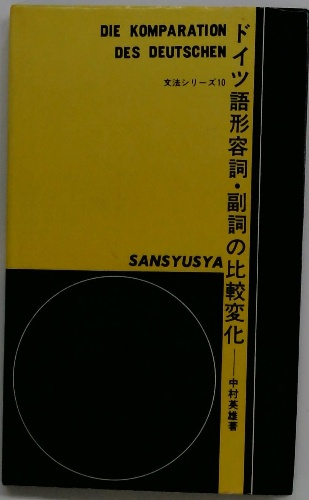 DIE KOMPARATION
DES DEUTSCHEN
文法シリーズ10
ドイツ語形容詞・副詞の比較変化――中村英雄著
SANSYUSYA